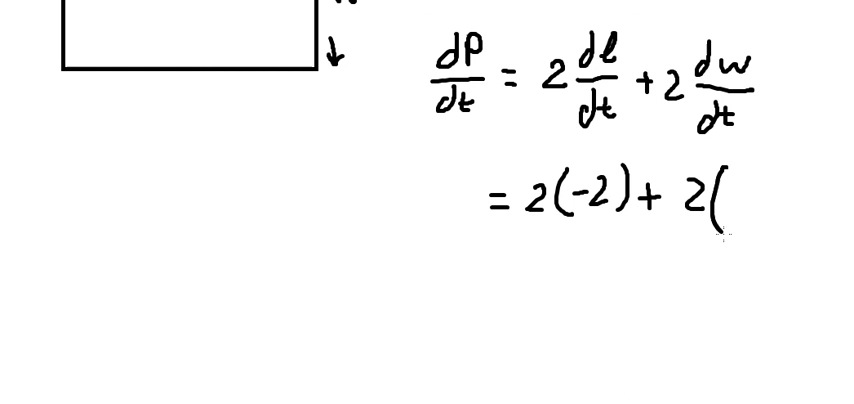 dP/dt = 2 dl/dt + 2 dw/dt
= 2(-2) + 2(